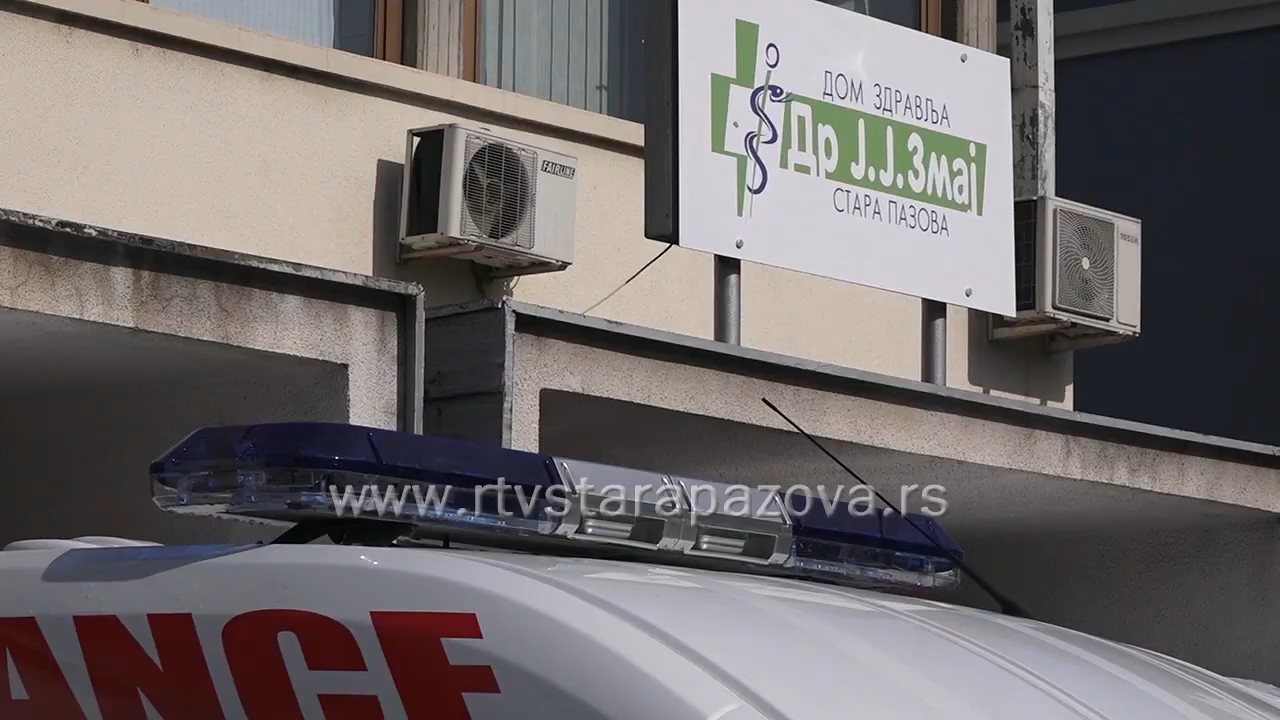 ДОМ ЗДРАВЉА
Др Ј.Ј.Змај
СТАРА ПАЗОВА
FAIRLINE
www.rtvstarapazova.rs
ANCE